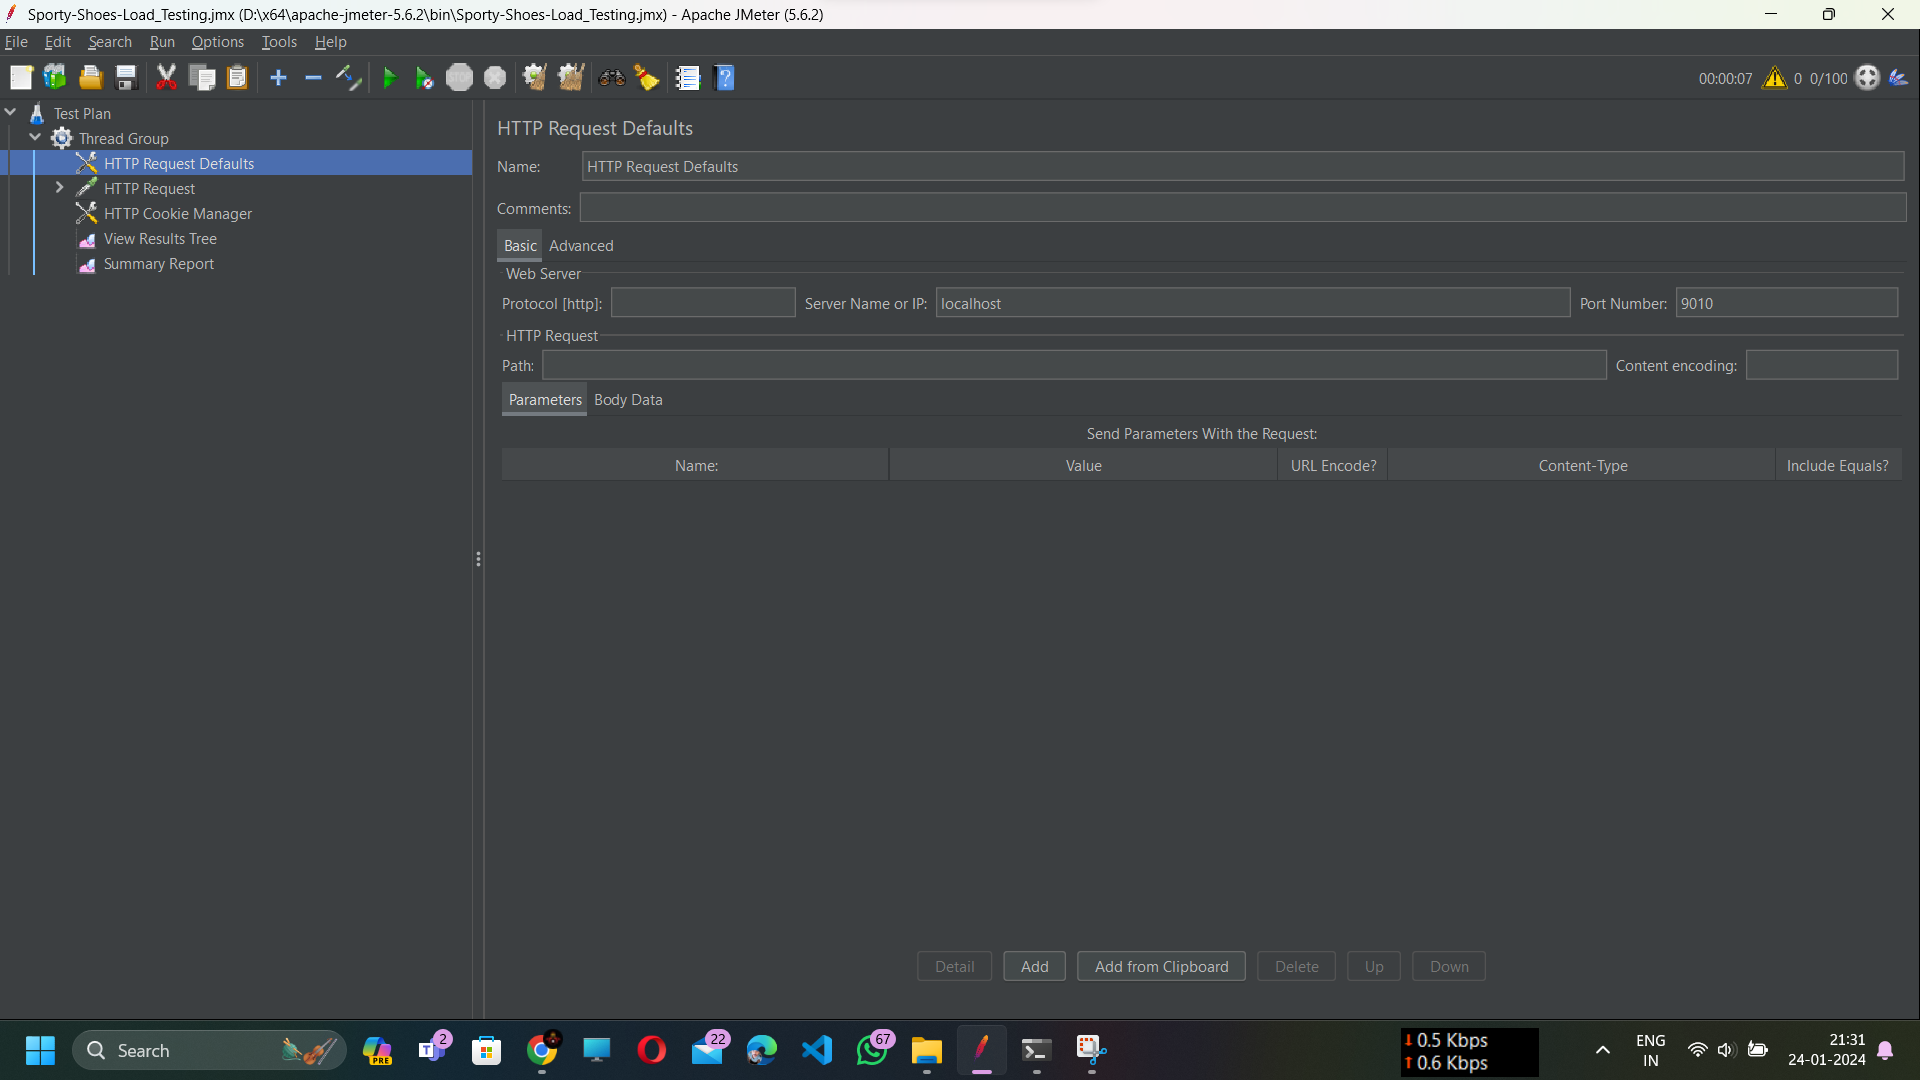 Sporty-Shoes-Load_Testing.jmx (D:\x64\apache-jmeter-5.6.2\bin\Sporty-Shoes-Load_Testing.jmx) - Apache JMeter (5.6.2)
File Edit Search Run Options Tools Help
STOP
00:00:07 0 0/100
Test Plan
Thread Group
HTTP Request Defaults
HTTP Request
HTTP Cookie Manager
View Results Tree
Summary Report
HTTP Request Defaults
Name: HTTP Request Defaults
Comments:
Basic Advanced
Web Server
Protocol [http]: Server Name or IP: localhost Port Number: 9010
HTTP Request
Path: Content encoding:
Parameters Body Data
Send Parameters With the Request:
Name: Value URL Encode? Content-Type Include Equals?
Detail Add Add from Clipboard Delete Up Down
Search
PRE
2
22
67
0.5 Kbps
0.6 Kbps
ENG
IN
21:31
24-01-2024